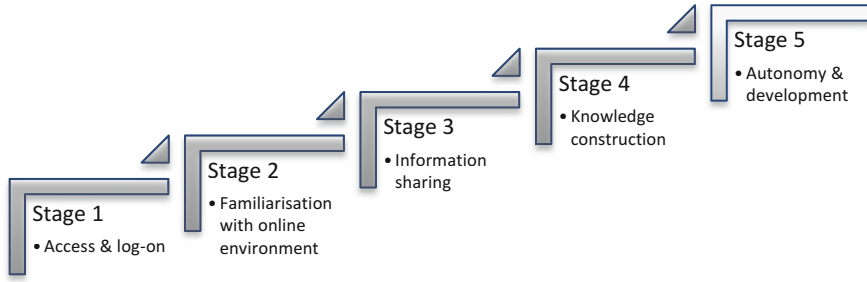 Stage 1
• Access & log-on
Stage 2
• Familiarisation
with online
environment
Stage 3
• Information
sharing
Stage 4
• Knowledge
construction
Stage 5
• Autonomy &
development